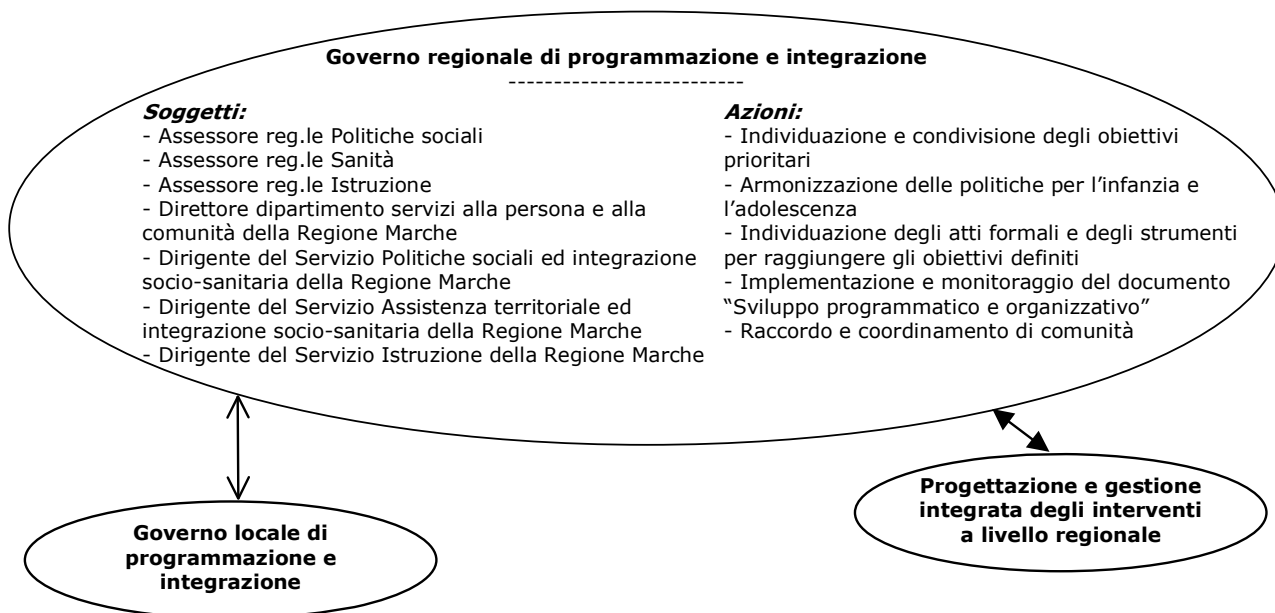 Governo regionale di programmazione e integrazione
--------------------------
Soggetti:
- Assessore reg.le Politiche sociali
- Assessore reg.le Sanità
- Assessore reg.le Istruzione
- Direttore dipartimento servizi alla persona e alla
comunità della Regione Marche
- Dirigente del Servizio Politiche sociali ed integrazione
socio-sanitaria della Regione Marche
- Dirigente del Servizio Assistenza territoriale ed
integrazione socio-sanitaria della Regione Marche
- Dirigente del Servizio Istruzione della Regione Marche
Azioni:
- Individuazione e condivisione degli obiettivi
prioritari
- Armonizzazione delle politiche per l’infanzia e
l’adolescenza
- Individuazione degli atti formali e degli strumenti
per raggiungere gli obiettivi definiti
- Implementazione e monitoraggio del documento
“Sviluppo programmatico e organizzativo”
- Raccordo e coordinamento di comunità
Governo locale di
programmazione e
integrazione
Progettazione e gestione
integrata degli interventi
a livello regionale